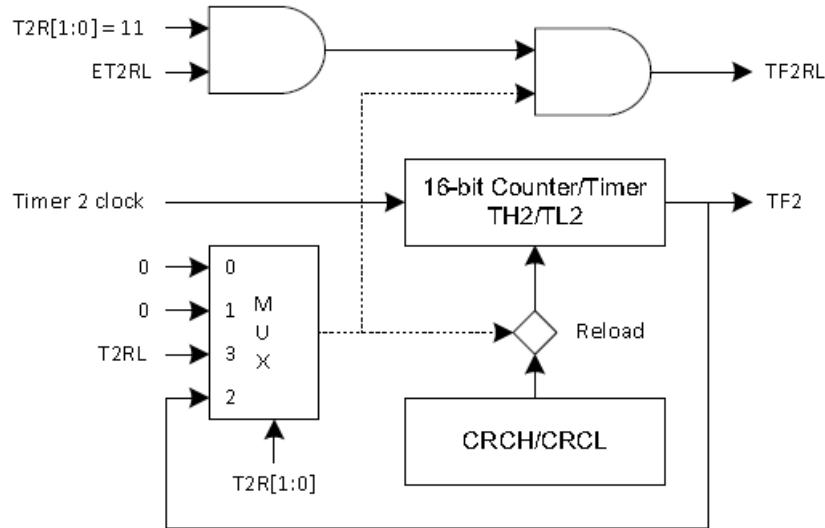 T2R[1:0] = 11
ET2RL
TF2RL
Timer 2 clock
16-bit Counter/Timer
TH2/TL2
TF2
0
0
0
1
T2RL
3
2
M
U
X
Reload
CRCH/CRCL
T2R[1:0]